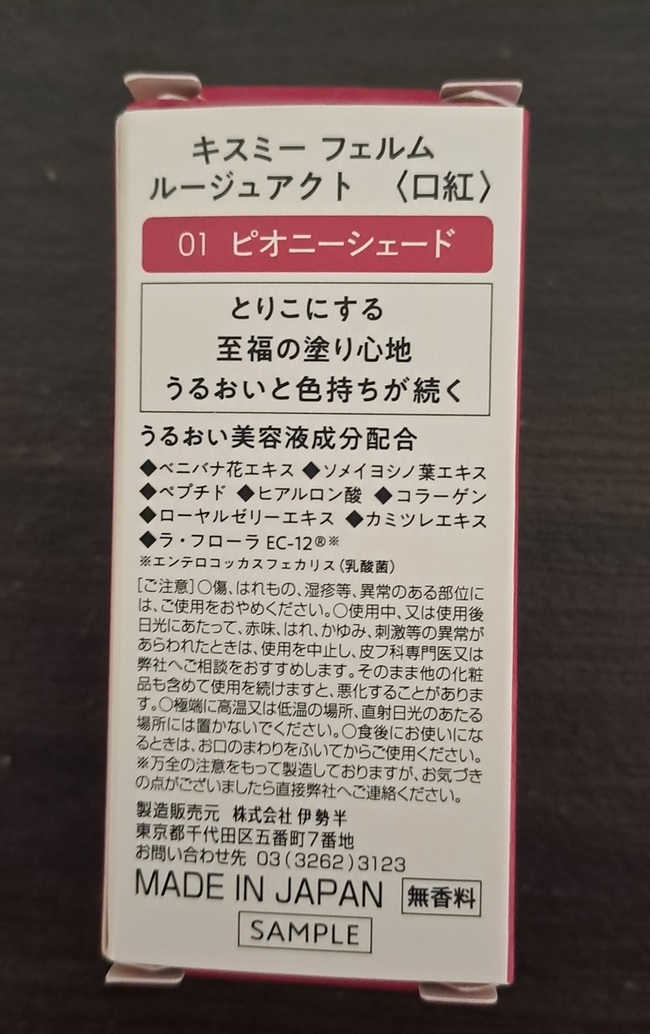 キスミー フェルム
ルージュアクト 〈口紅〉
01 ピオニーシェード
とりこにする
至福の塗り心地
うるおいと色持ちが続く
うるおい美容液成分配合
◆ベニバナ花エキス ◆ソメイヨシノ葉エキス
◆ペプチド ◆ヒアルロン酸 ◆コラーゲン
◆ローヤルゼリーエキス ◆カミツレエキス
◆ラ・フローラ EC-12®※
※エンテロコッカスフェカリス(乳酸菌)
[ご注意]○傷、はれもの、湿疹等、異常のある部位に
は、ご使用をおやめください。○使用中、又は使用後
日光にあたって、赤味、はれ、かゆみ、刺激等の異常が
あらわれたときは、使用を中止し、皮フ科専門医又は
弊社へご相談をおすすめします。そのまま他の化粧
品も含めて使用を続けますと、悪化することがありま
す。○極端に高温又は低温の場所、直射日光のあたる
場所には置かないでください。○食後にお使いにな
るときは、お口のまわりをふいてからご使用ください。
※万全の注意をもって製造しておりますが、お気づき
の点がございましたら直接弊社へご連絡ください。
製造販売元 株式会社 伊勢半
東京都千代田区五番町7番地
お問い合わせ先 03(3262)3123
MADE IN JAPAN 無香料
SAMPLE